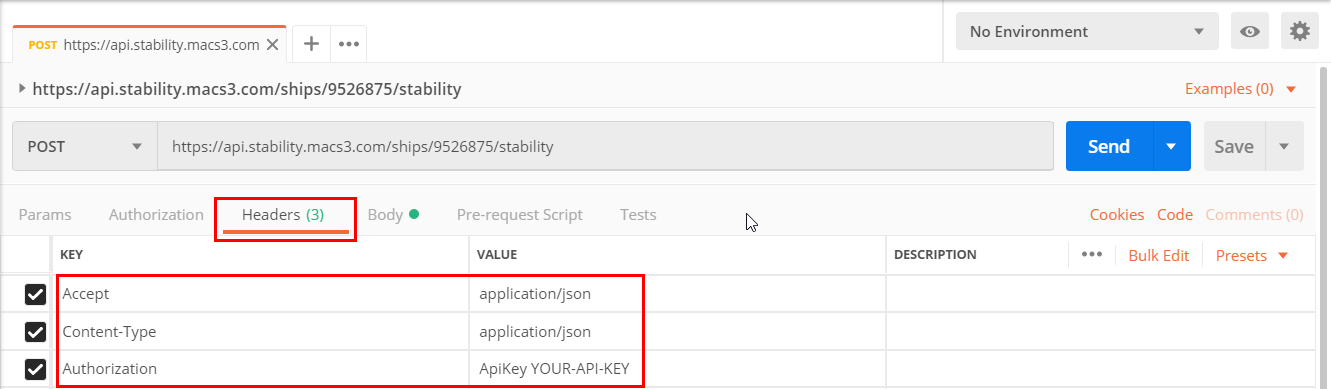 POST https://api.stability.macs3.com
No Environment
https://api.stability.macs3.com/ships/9526875/stability
Examples (0)
POST https://api.stability.macs3.com/ships/9526875/stability Send Save
Params Authorization Headers (3) Body Pre-request Script Tests Cookies Code Comments (0)
KEY VALUE DESCRIPTION Bulk Edit Presets
Accept application/json
Content-Type application/json
Authorization ApiKey YOUR-API-KEY